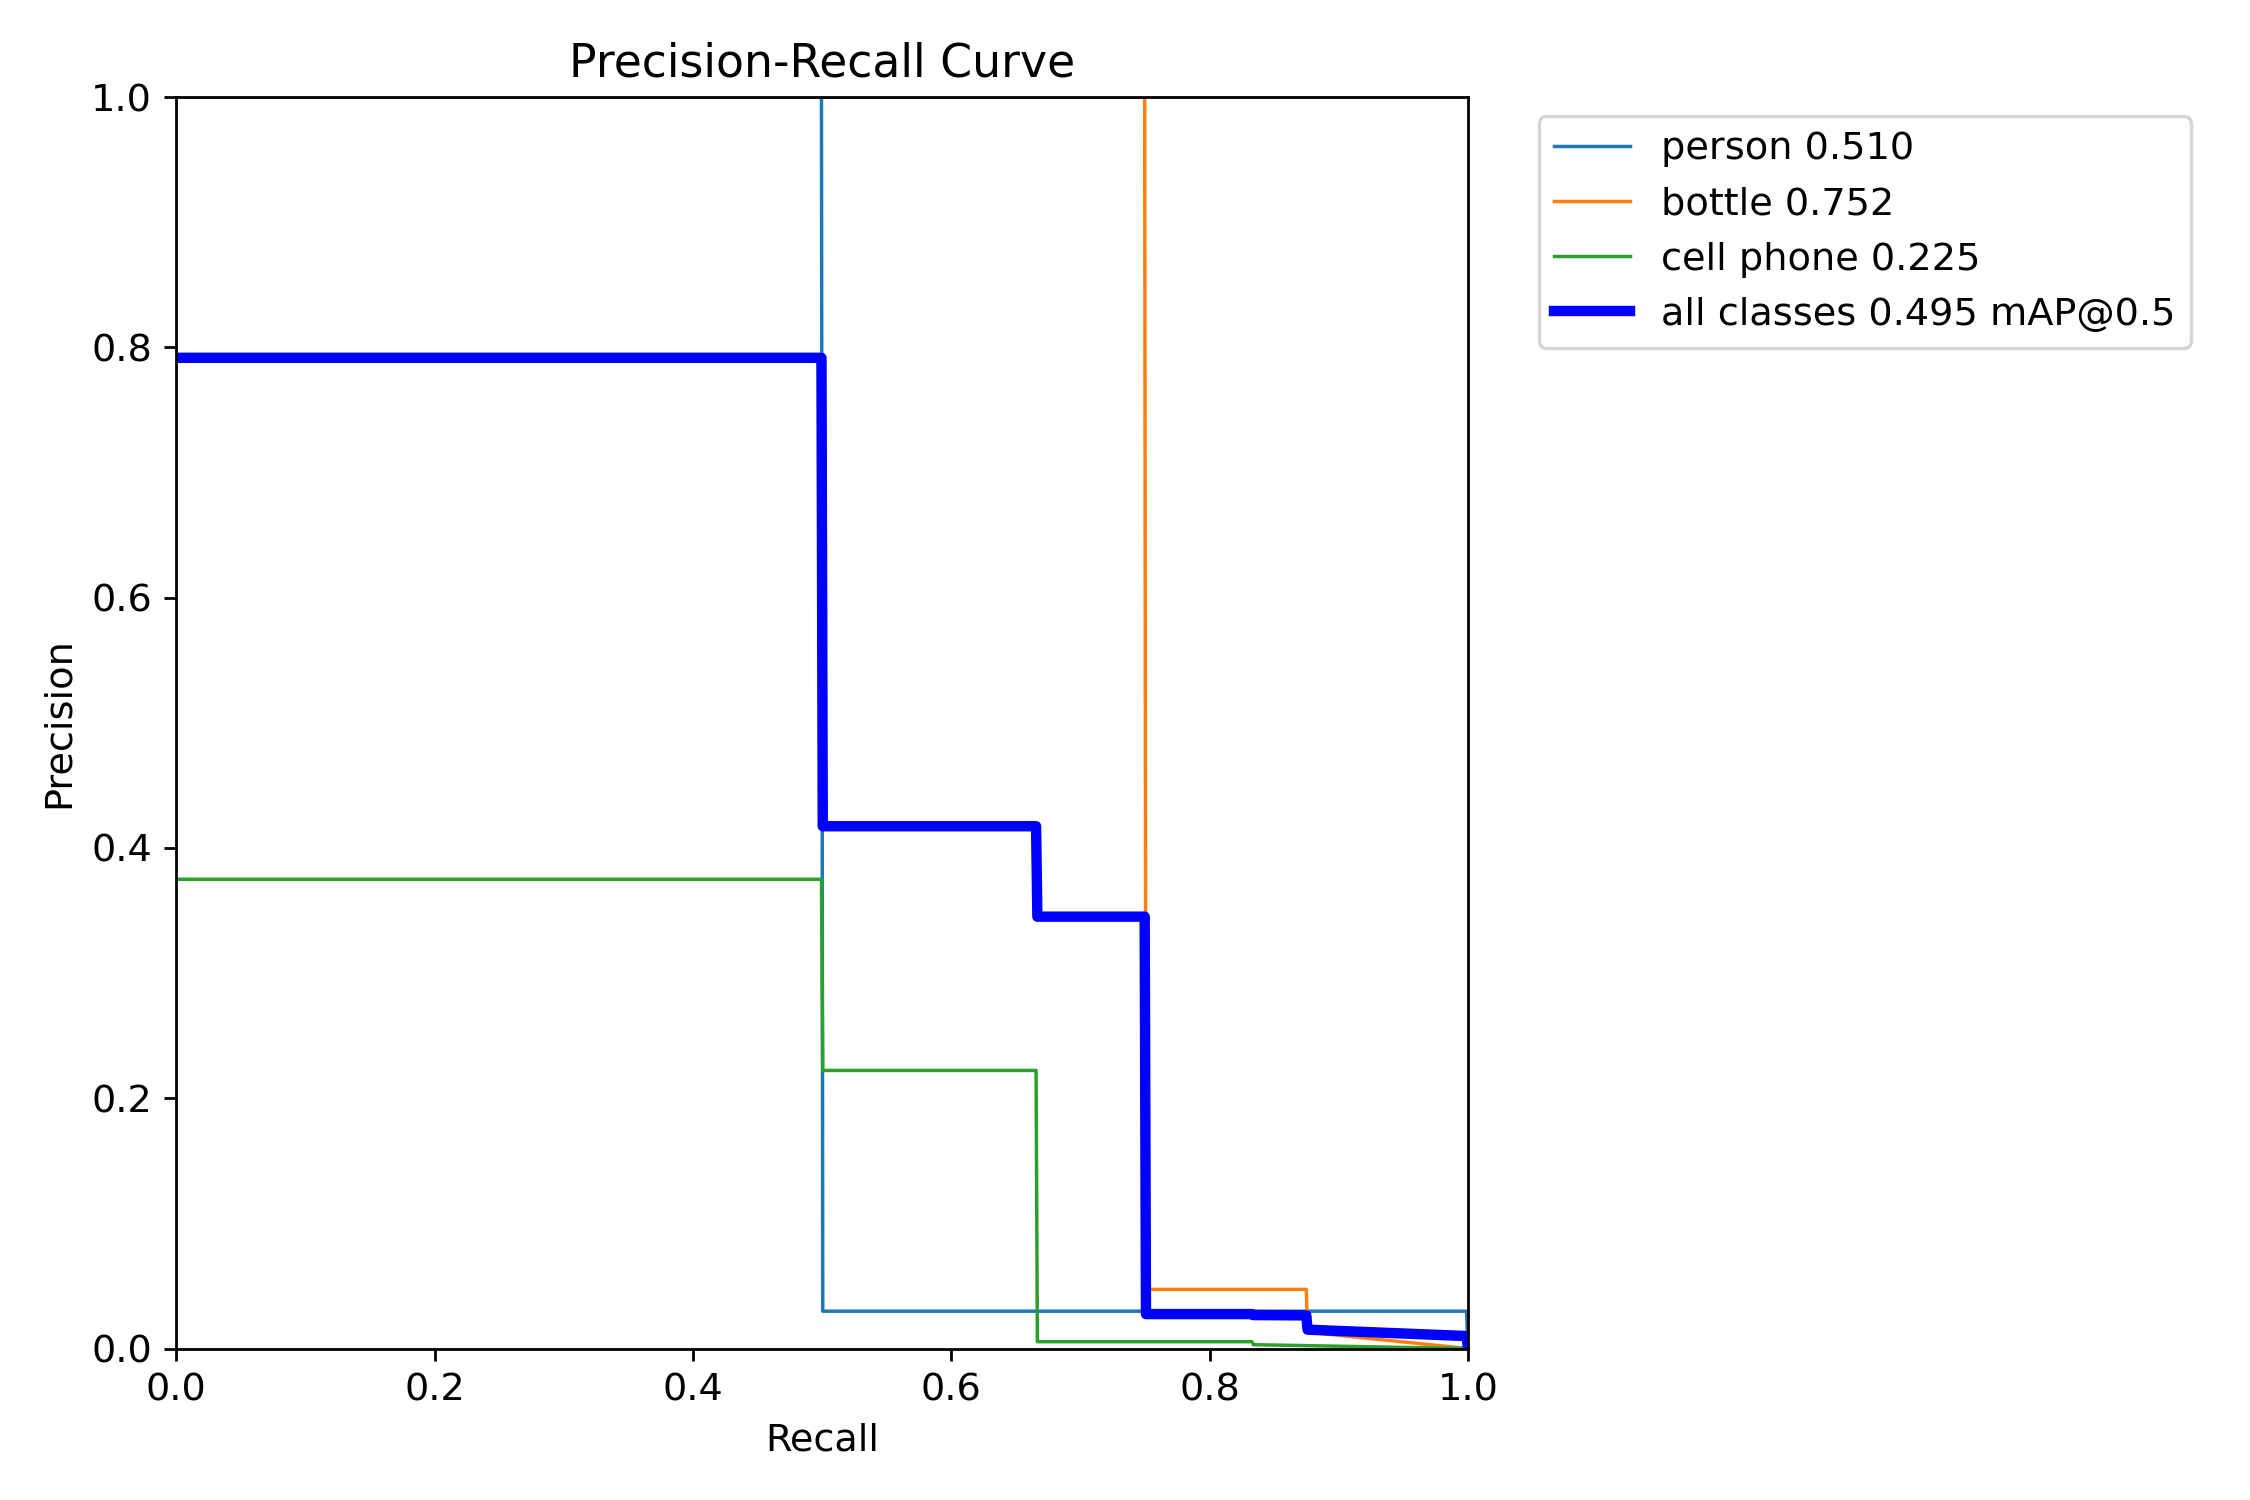 Precision-Recall Curve
1.0
0.8
0.6
0.4
0.2
0.0
Precision
0.0 0.2 0.4 0.6 0.8 1.0
Recall
person 0.510
bottle 0.752
cell phone 0.225
all classes 0.495 mAP@0.5